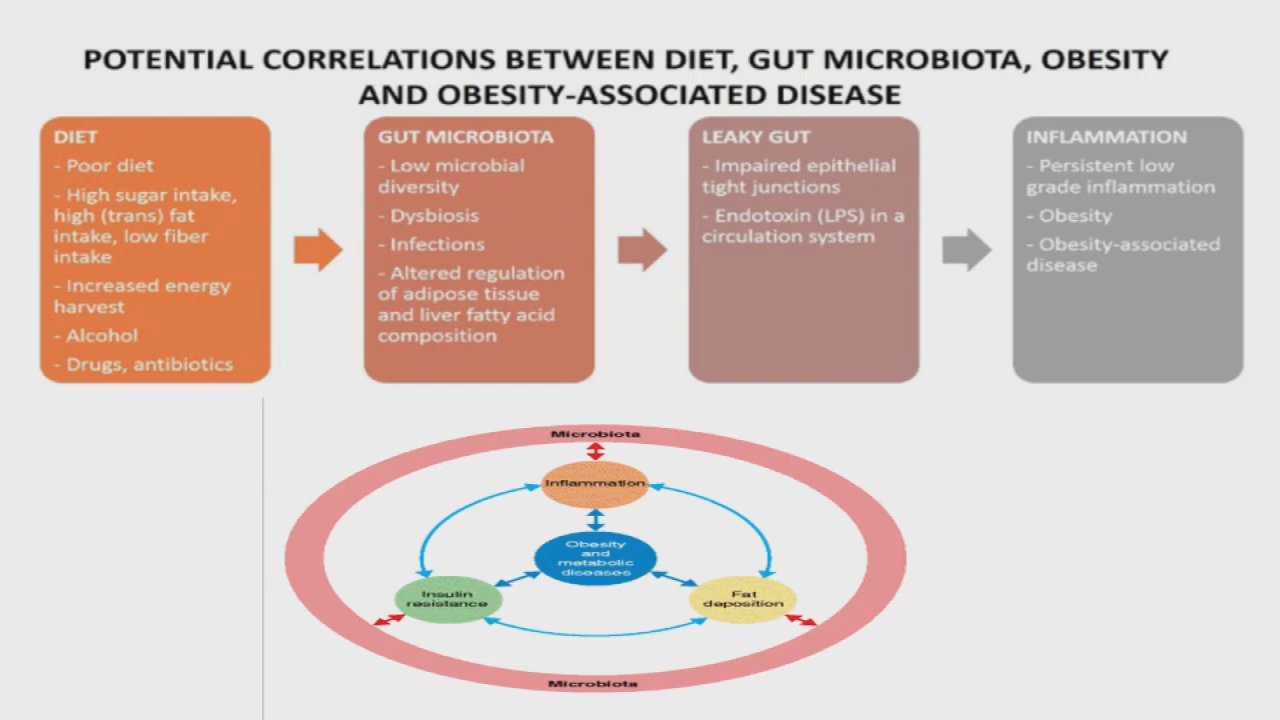 POTENTIAL CORRELATIONS BETWEEN DIET, GUT MICROBIOTA, OBESITY
AND OBESITY-ASSOCIATED DISEASE
DIET
- Poor diet
- High sugar intake,
high (trans) fat
intake, low fiber
intake
- Increased energy
harvest
- Alcohol
- Drugs, antibiotics
GUT MICROBIOTA
- Low microbial
diversity
- Dysbiosis
- Infections
- Altered regulation
of adipose tissue
and liver fatty acid
composition
LEAKY GUT
- Impaired epithelial
tight junctions
- Endotoxin (LPS) in a
circulation system
INFLAMMATION
- Persistent low
grade inflammation
- Obesity
- Obesity-associated
disease
Microbiota
Inflammation
Obesity
and
metabolic
diseases
Insulin
resistance
Fat
deposition
Microbiota